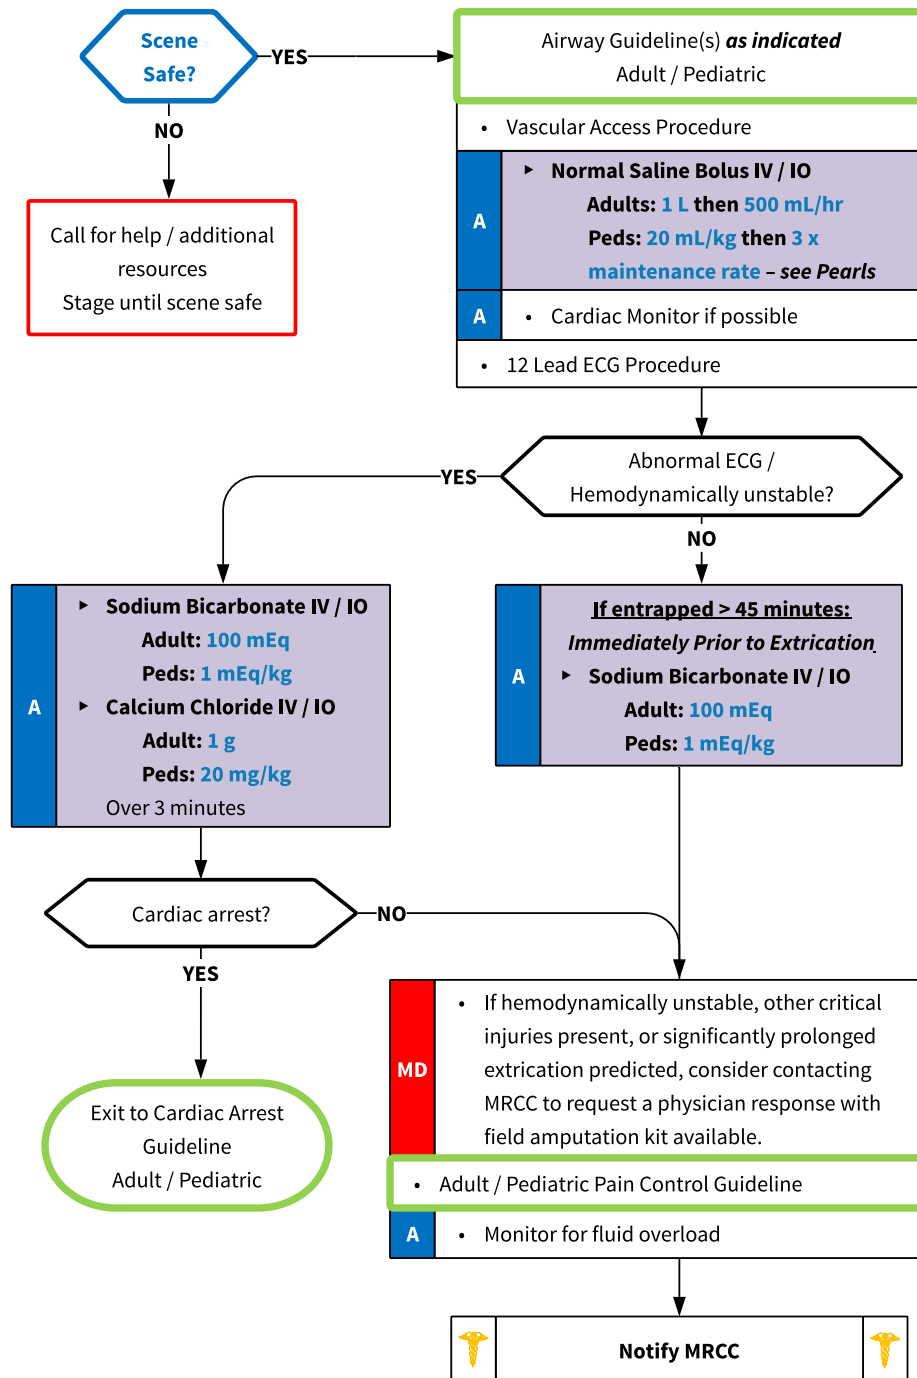 Scene
Safe?
YES
Airway Guideline(s) as indicated
Adult / Pediatric
NO
• Vascular Access Procedure
A
‣ Normal Saline Bolus IV / IO
Adults: 1 L then 500 mL/hr
Peds: 20 mL/kg then 3 x
maintenance rate – see Pearls
Call for help / additional
resources
Stage until scene safe
A
• Cardiac Monitor if possible
• 12 Lead ECG Procedure
Abnormal ECG /
Hemodynamically unstable?
YES
NO
A
‣ Sodium Bicarbonate IV / IO
Adult: 100 mEq
Peds: 1 mEq/kg
‣ Calcium Chloride IV / IO
Adult: 1 g
Peds: 20 mg/kg
Over 3 minutes
A
If entrapped > 45 minutes:
Immediately Prior to Extrication
‣ Sodium Bicarbonate IV / IO
Adult: 100 mEq
Peds: 1 mEq/kg
Cardiac arrest?
NO
YES
Exit to Cardiac Arrest
Guideline
Adult / Pediatric
MD
• If hemodynamically unstable, other critical
injuries present, or significantly prolonged
extrication predicted, consider contacting
MRCC to request a physician response with
field amputation kit available.
• Adult / Pediatric Pain Control Guideline
A
• Monitor for fluid overload
Notify MRCC